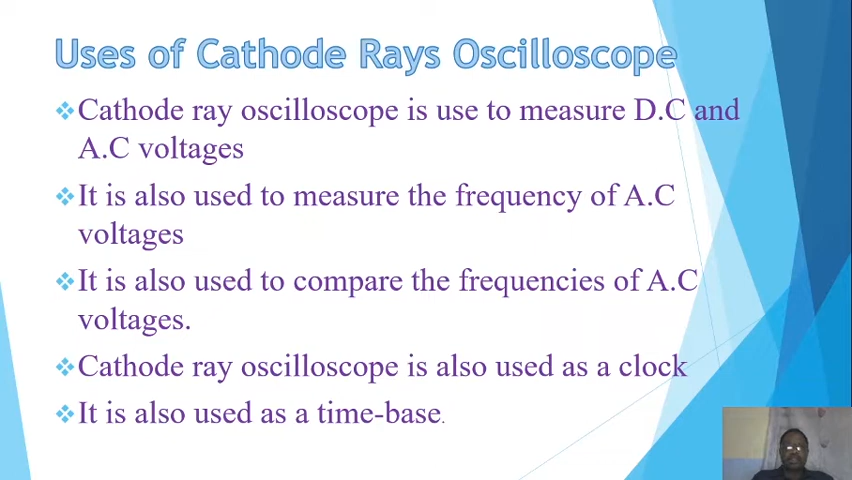 Uses of Cathode Rays Oscilloscope
Cathode ray oscilloscope is use to measure D.C and
A.C voltages
It is also used to measure the frequency of A.C
voltages
It is also used to compare the frequencies of A.C
voltages.
Cathode ray oscilloscope is also used as a clock
It is also used as a time-base.